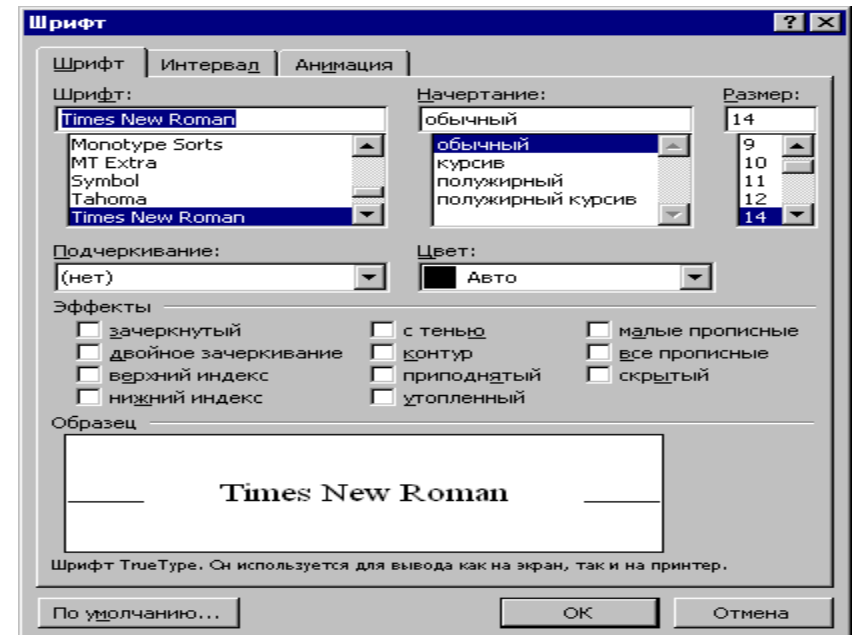 Шрифт
Шрифт Интервал Анимация
Шрифт: Начертание: Размер:
Times New Roman обычный 14
Monotype Sorts обычный 9
MT Extra курсив 10
Symbol полужирный 11
Tahoma полужирный курсив 12
Times New Roman 14
Подчеркивание: Цвет:
(нет) Авто
Эффекты
зачеркнутый с тенью малые прописные
двойное зачеркивание контур все прописные
верхний индекс приподнятый скрытый
нижний индекс утопленный
Образец
Times New Roman
Шрифт TrueType. Он используется для вывода как на экран, так и на принтер.
По умолчанию... ОК Отмена